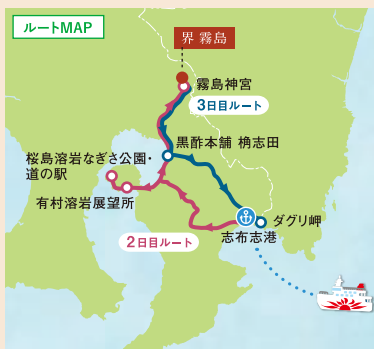 ルートMAP
界 霧島
霧島神宮
3日目ルート
黒酢本舗 桷志田
桜島溶岩なぎさ公園・
道の駅
有村溶岩展望所
ダグリ岬
志布志港
2日目ルート